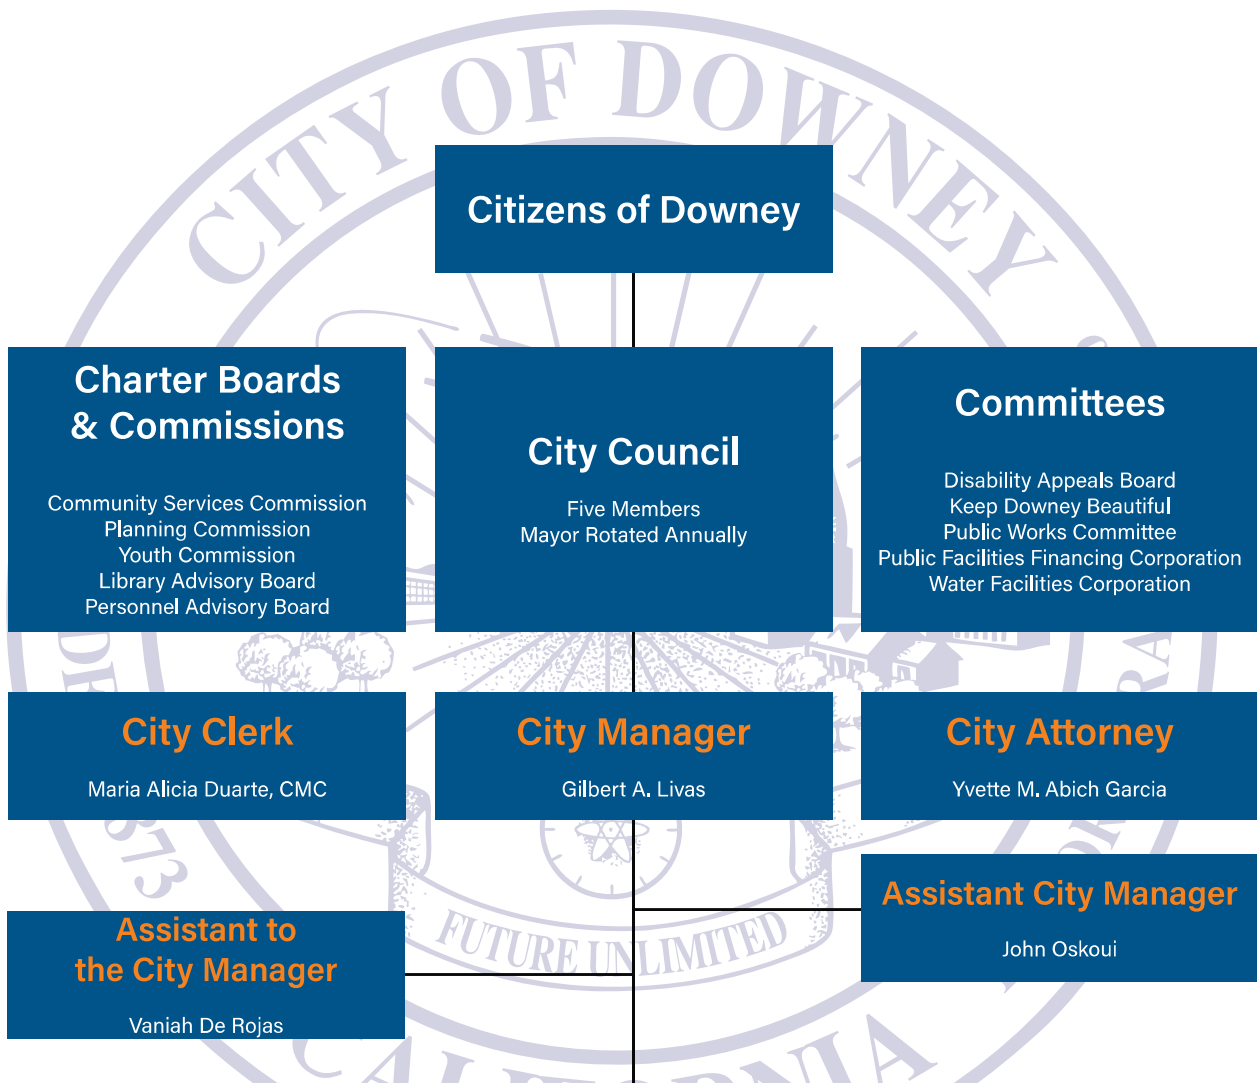 CITY OF DOWNEY
Citizens of Downey
Charter Boards
& Commissions
Community Services Commission
Planning Commission
Youth Commission
Library Advisory Board
Personnel Advisory Board
City Council
Five Members
Mayor Rotated Annually
Committees
Disability Appeals Board
Keep Downey Beautiful
Public Works Committee
Public Facilities Financing Corporation
Water Facilities Corporation
City Clerk
Maria Alicia Duarte, CMC
City Manager
Gilbert A. Livas
City Attorney
Yvette M. Abich Garcia
Assistant City Manager
John Oskoui
Assistant to
the City Manager
Vaniah De Rojas
FUTURE UNLIMITED
CALIFORNIA